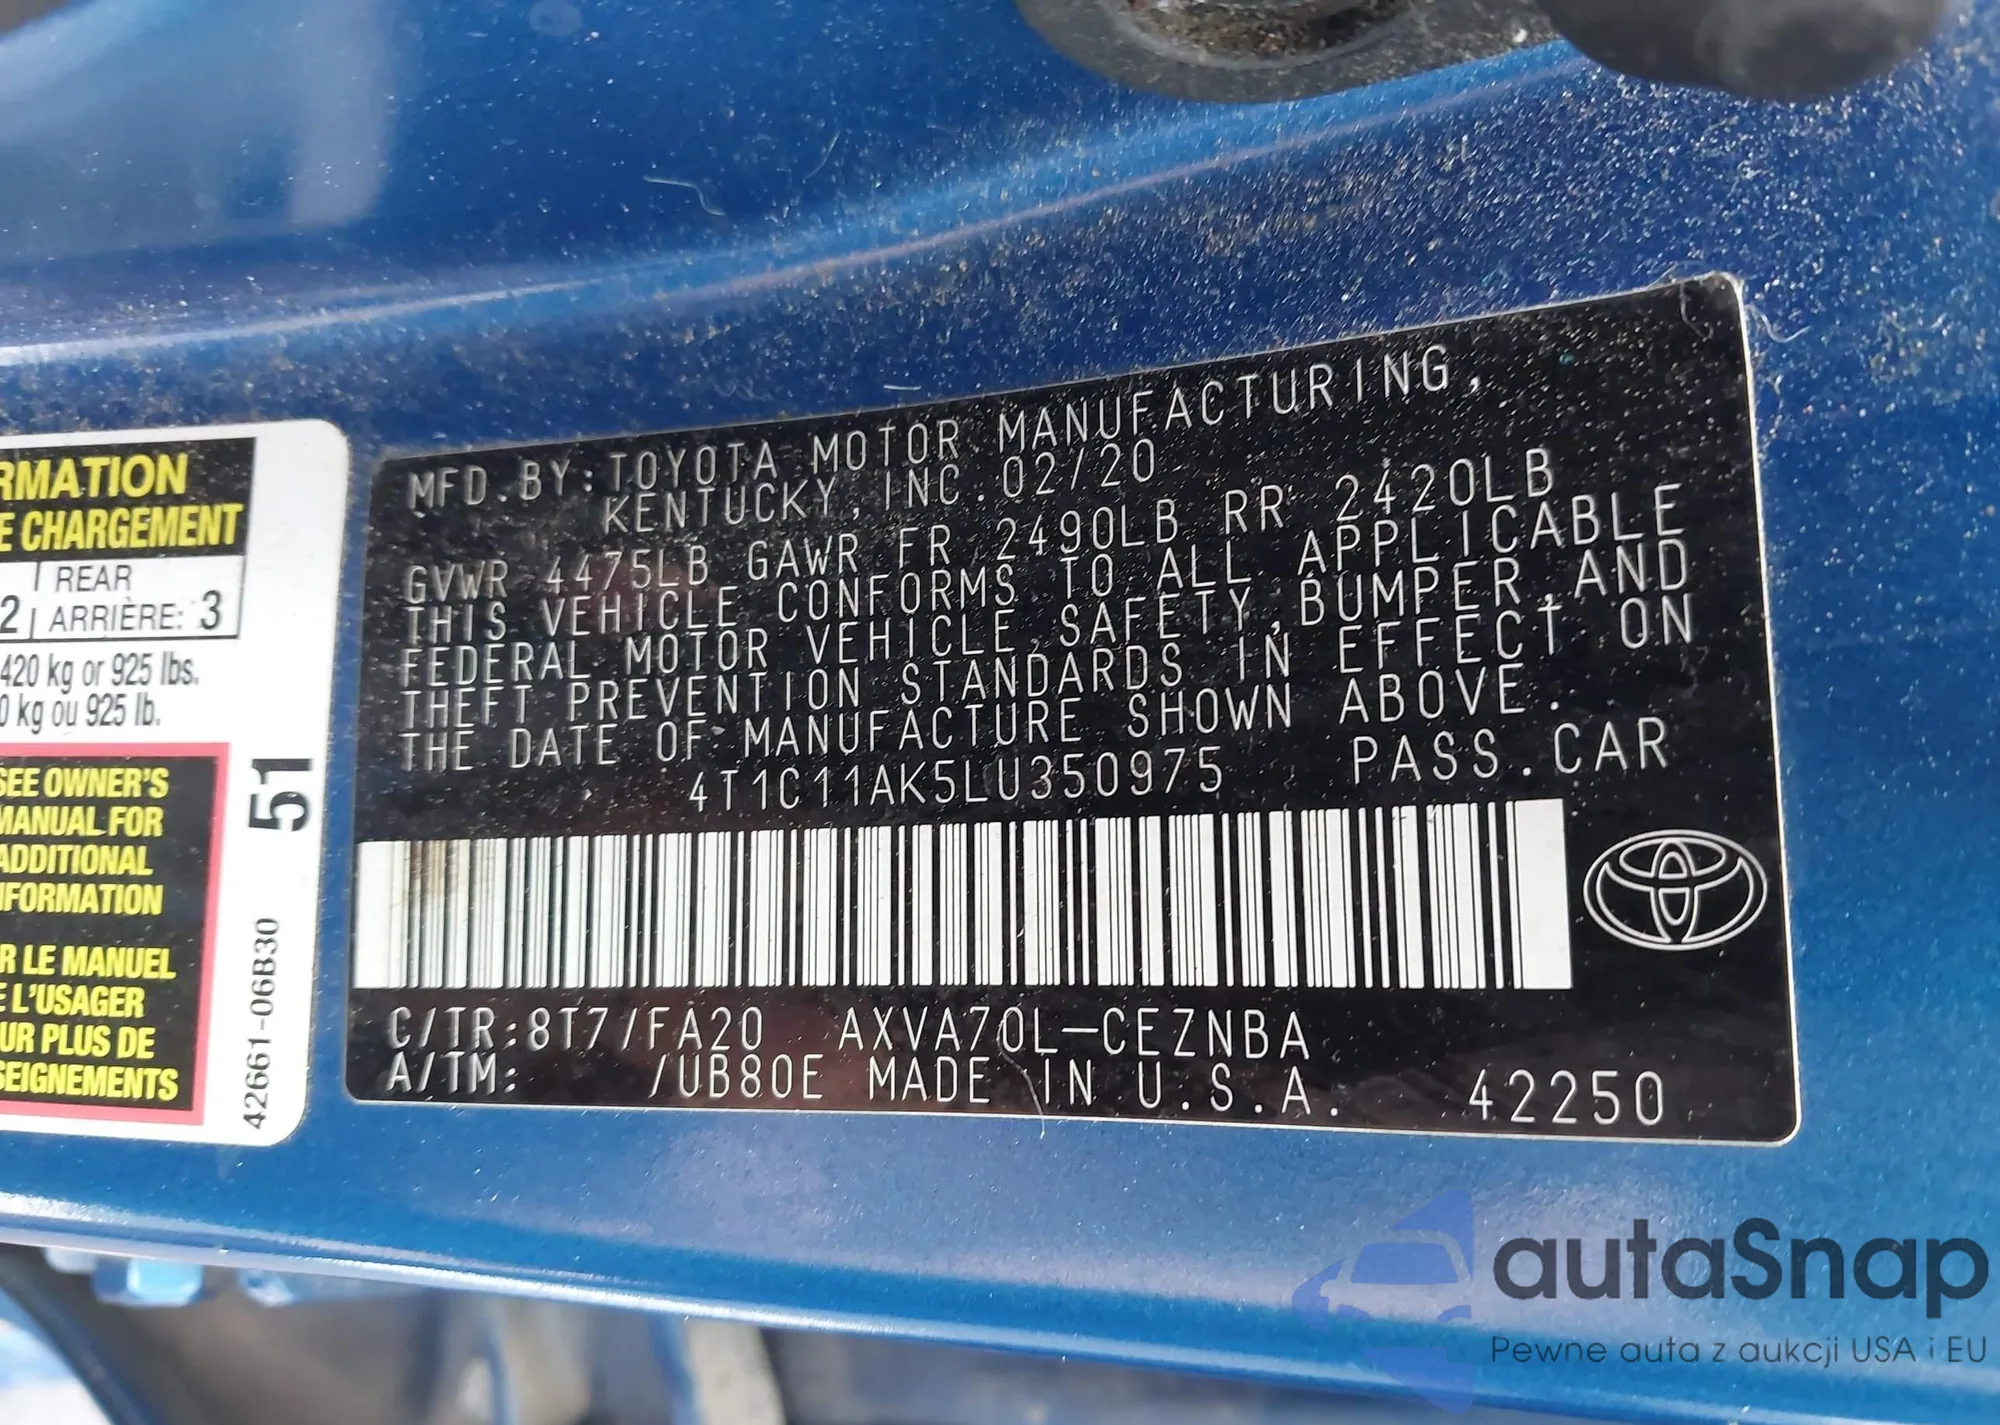 RMATION
E CHARGEMENT
2 REAR
ARRIÈRE: 3
420 kg or 925 lbs.
0 kg ou 925 lb.
SEE OWNER'S
MANUAL FOR
ADDITIONAL
NFORMATION
R LE MANUEL
E L'USAGER
UR PLUS DE
SEIGNEMENTS
51
42661-06B30
MFD.BY:TOYOTA MOTOR MANUFACTURING,
KENTUCKY, INC.02/20
GVWR 4475LB GAWR FR 2490LB RR 2420LB
THIS VEHICLE CONFORMS TO ALL APPLICABLE
FEDERAL MOTOR VEHICLE SAFETY,BUMPER,AND
THEFT PREVENTION STANDARDS IN EFFECT ON
THE DATE OF MANUFACTURE SHOWN ABOVE.
4T1C11AK5LU350975 PASS.CAR
C/TR:8T7/FA20 AXVA70L-CEZNBA
A/TM: /UB80E MADE IN U.S.A. 42250
autaSnap
Pewne auta z aukcji USA i EU